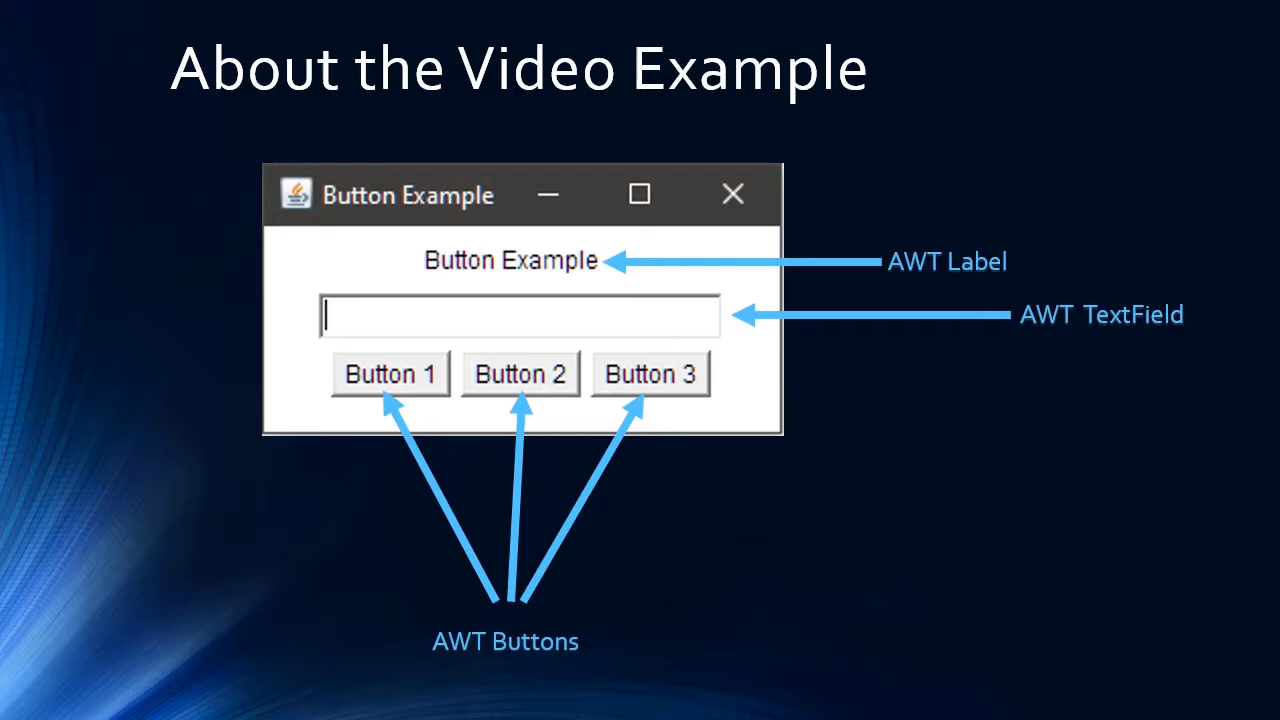 About the Video Example
Button Example
Button Example
AWT Label
AWT TextField
Button 1 Button 2 Button 3
AWT Buttons